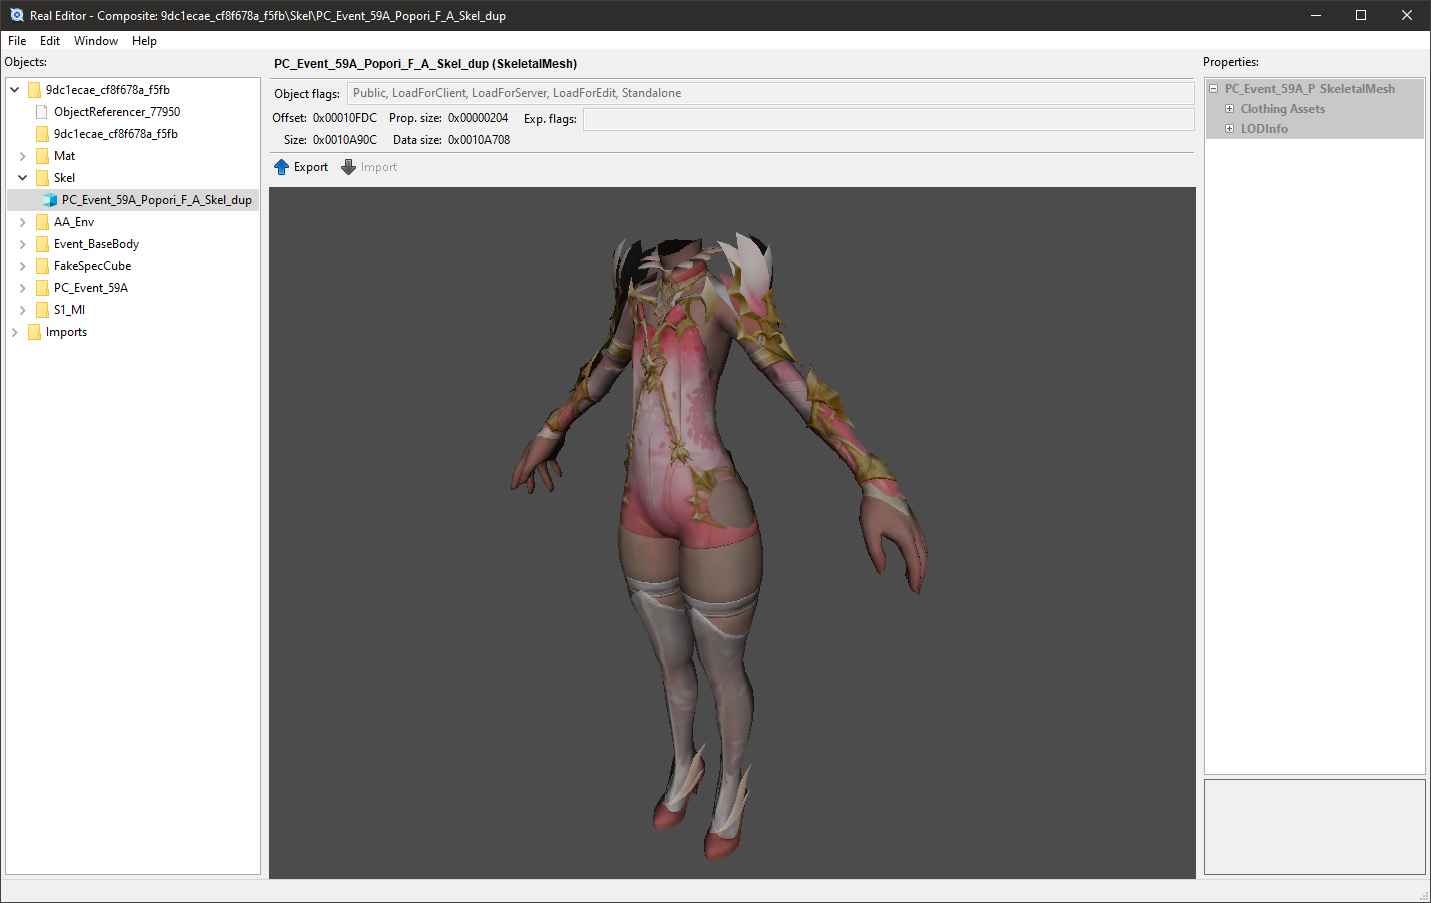 Real Editor - Composite: 9dc1ecae_cf8f678a_f5fb\Skel\PC_Event_59A_Popori_F_A_Skel_dup
File Edit Window Help
Objects:
9dc1ecae_cf8f678a_f5fb
ObjectReferencer_77950
9dc1ecae_cf8f678a_f5fb
Mat
Skel
PC_Event_59A_Popori_F_A_Skel_dup
AA_Env
Event_BaseBody
FakeSpecCube
PC_Event_59A
S1_MI
Imports
PC_Event_59A_Popori_F_A_Skel_dup (SkeletalMesh)
Object flags: Public, LoadForClient, LoadForServer, LoadForEdit, Standalone
Offset: 0x00010FDC Prop. size: 0x00000204 Exp. flags:
Size: 0x0010A90C Data size: 0x0010A708
Export Import
Properties:
PC_Event_59A_P SkeletalMesh
Clothing Assets
LODInfo